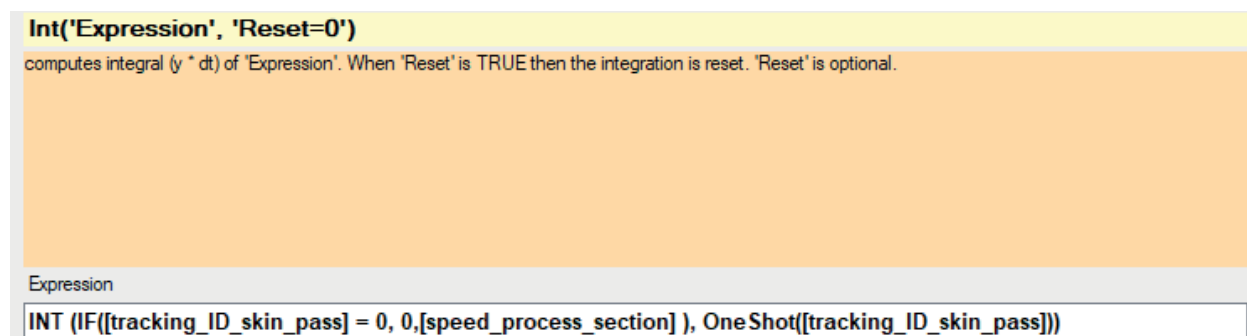 Int('Expression', 'Reset=0')
computes integral (y * dt) of 'Expression'. When 'Reset' is TRUE then the integration is reset. 'Reset' is optional.
Expression
INT (IF([tracking_ID_skin_pass] = 0, 0,[speed_process_section] ), OneShot([tracking_ID_skin_pass]))